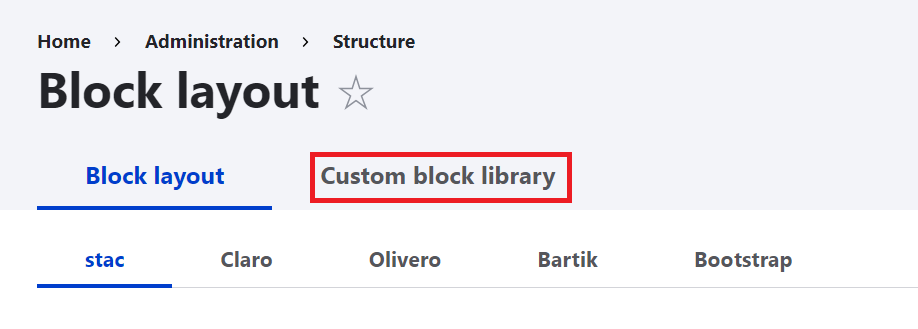 Home > Administration > Structure
Block layout
Block layout Custom block library
stac Claro Olivero Bartik Bootstrap